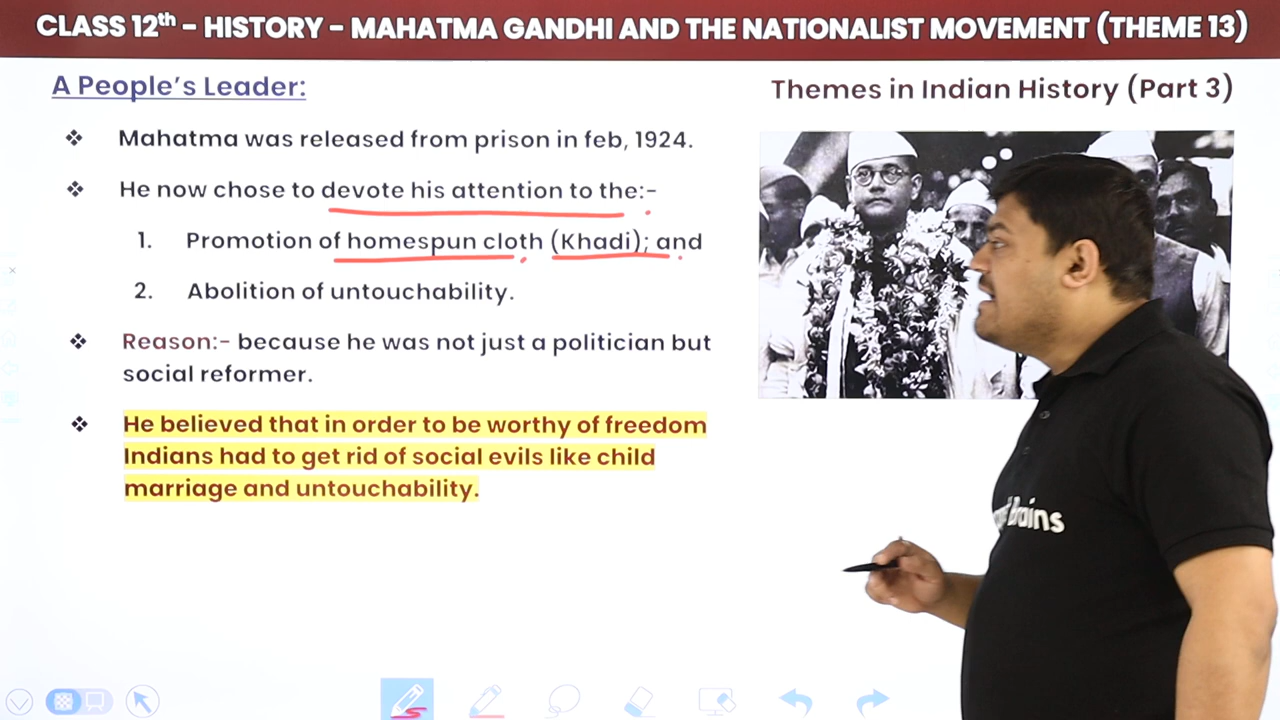 CLASS 12th - HISTORY - MAHATMA GANDHI AND THE NATIONALIST MOVEMENT (THEME 13)
A People's Leader:
Themes in Indian History (Part 3)
❖ Mahatma was released from prison in feb, 1924.
❖ He now chose to devote his attention to the:-
1. Promotion of homespun cloth (Khadi); and
2. Abolition of untouchability.
❖ Reason:- because he was not just a politician but
social reformer.
❖ He believed that in order to be worthy of freedom
Indians had to get rid of social evils like child
marriage and untouchability.
Brains